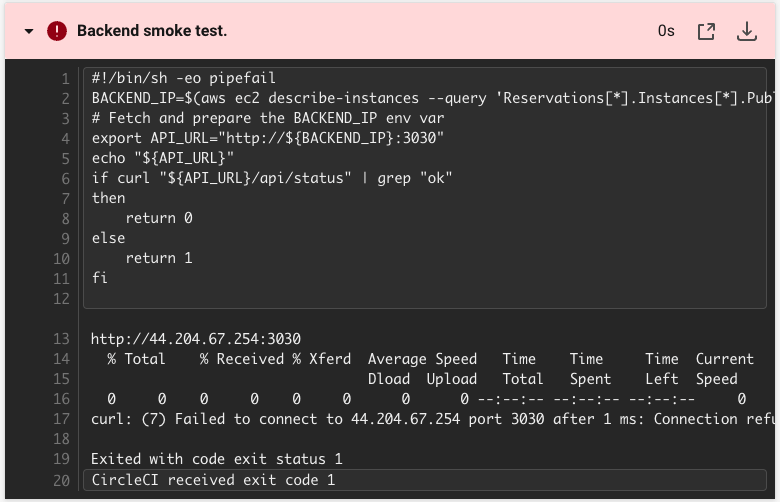 Backend smoke test. 0s
1 #!/bin/sh -eo pipefail
2 BACKEND_IP=$(aws ec2 describe-instances --query 'Reservations[*].Instances[*].Publ
3 # Fetch and prepare the BACKEND_IP env var
4 export API_URL="http://${BACKEND_IP}:3030"
5 echo "${API_URL}"
6 if curl "${API_URL}/api/status" | grep "ok"
7 then
8     return 0
9 else
10     return 1
11 fi
12
13 http://44.204.67.254:3030
14   % Total    % Received % Xferd  Average Speed   Time    Time     Time  Current
15                                  Dload  Upload   Total   Spent    Left  Speed
16   0     0    0     0    0     0      0      0 --:--:-- --:--:-- --:--:--     0
17 curl: (7) Failed to connect to 44.204.67.254 port 3030 after 1 ms: Connection refu
18
19 Exited with code exit status 1
20 CircleCI received exit code 1